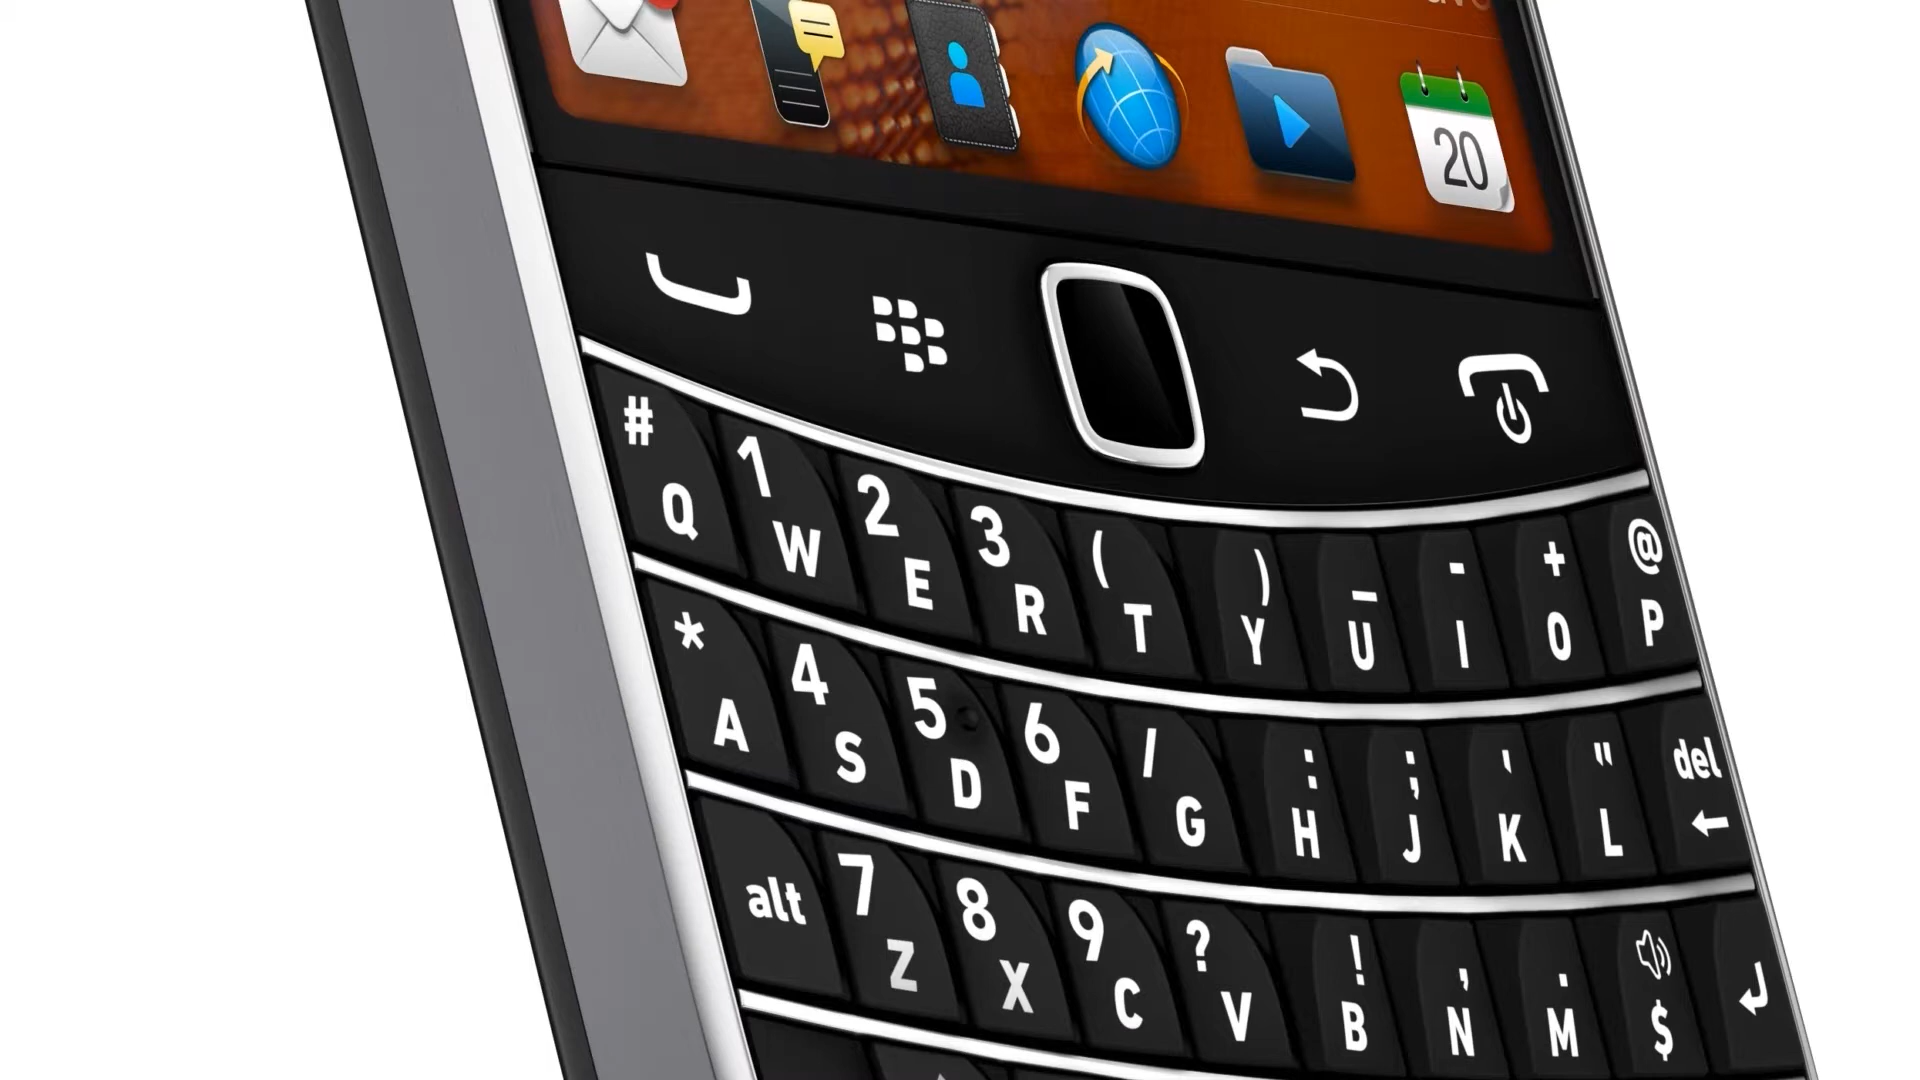 20
# 1 2 3 ( ) _ - + @
Q W E R T Y U I O P
* 4 5 6 / : ; ' " del
A S D F G H J K L
alt 7 8 9 ? ! , .
Z X C V B N M $